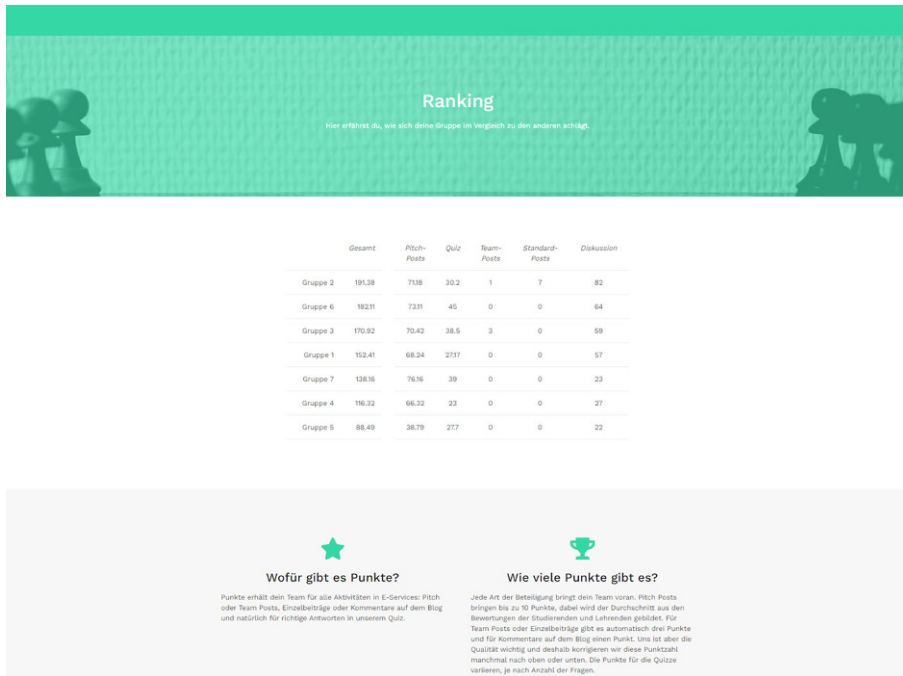 Ranking
Hier erfährst du, wie sich deine Gruppe im Vergleich zu den anderen schlägt.
Gesamt Pitch- Quiz Team- Standard- Diskussion
Posts Posts Posts
Gruppe 2 191.38 71.18 30.2 1 7 82
Gruppe 6 182.11 73.11 45 0 0 64
Gruppe 3 170.92 70.42 38.5 3 0 59
Gruppe 1 152.41 68.24 27.17 0 0 57
Gruppe 7 138.16 76.16 39 0 0 23
Gruppe 4 116.32 66.32 23 0 0 27
Gruppe 5 88.49 38.79 27.7 0 0 22
Wofür gibt es Punkte?
Punkte erhält dein Team für alle Aktivitäten in E-Services: Pitch
oder Team Posts, Einzelbeiträge oder Kommentare auf dem Blog
und natürlich für richtige Antworten in unserem Quiz.
Wie viele Punkte gibt es?
Jede Art der Beteiligung bringt dein Team voran. Pitch Posts
bringen bis zu 10 Punkte, dabei wird der Durchschnitt aus den
Bewertungen der Studierenden und Lehrenden gebildet. Für
Team Posts oder Einzelbeiträge gibt es automatisch drei Punkte
und für Kommentare auf dem Blog einen Punkt. Uns ist aber die
Qualität wichtig und deshalb korrigieren wir diese Punktzahl
manchmal nach oben oder unten. Die Punkte für die Quizze
variieren, je nach Anzahl der Fragen.